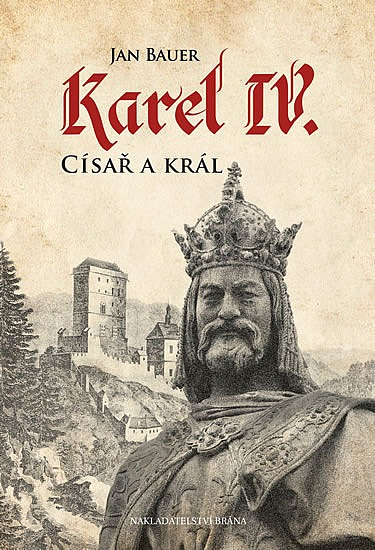 JAN BAUER
Karel IV.
CÍSAŘ A KRÁL
NAKLADATELSTVÍ BRÁNA